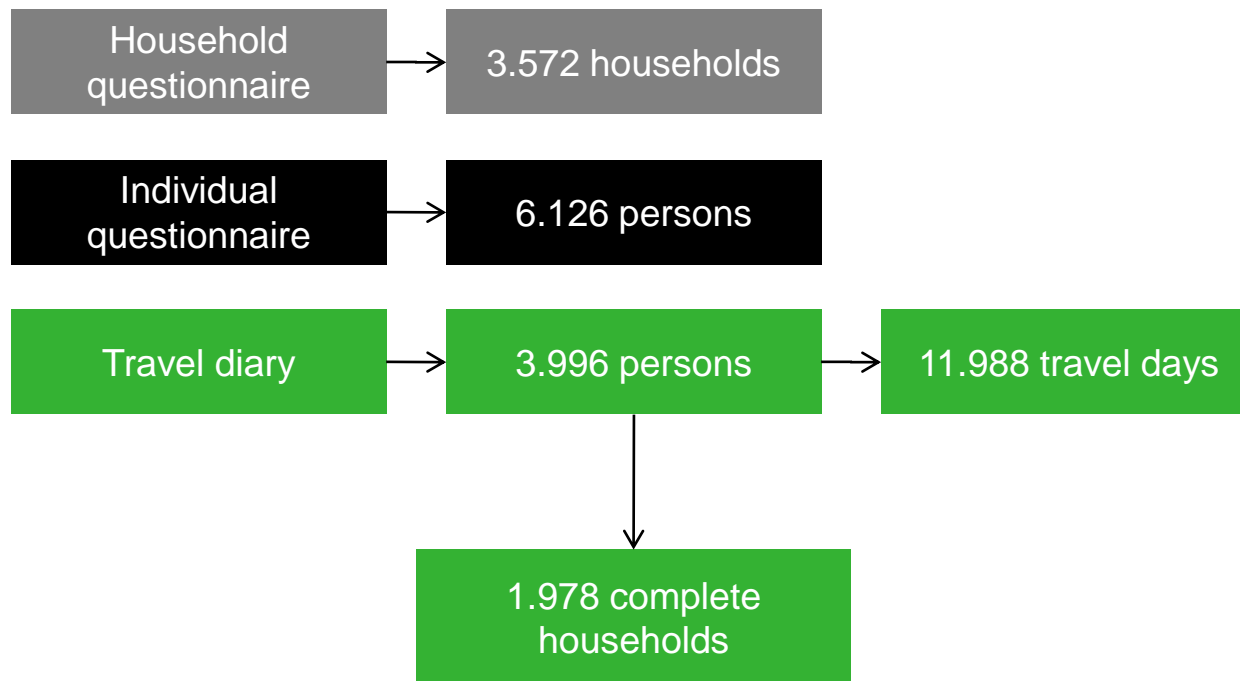 Household
questionnaire
3.572 households
Individual
questionnaire
6.126 persons
Travel diary
3.996 persons
11.988 travel days
1.978 complete
households